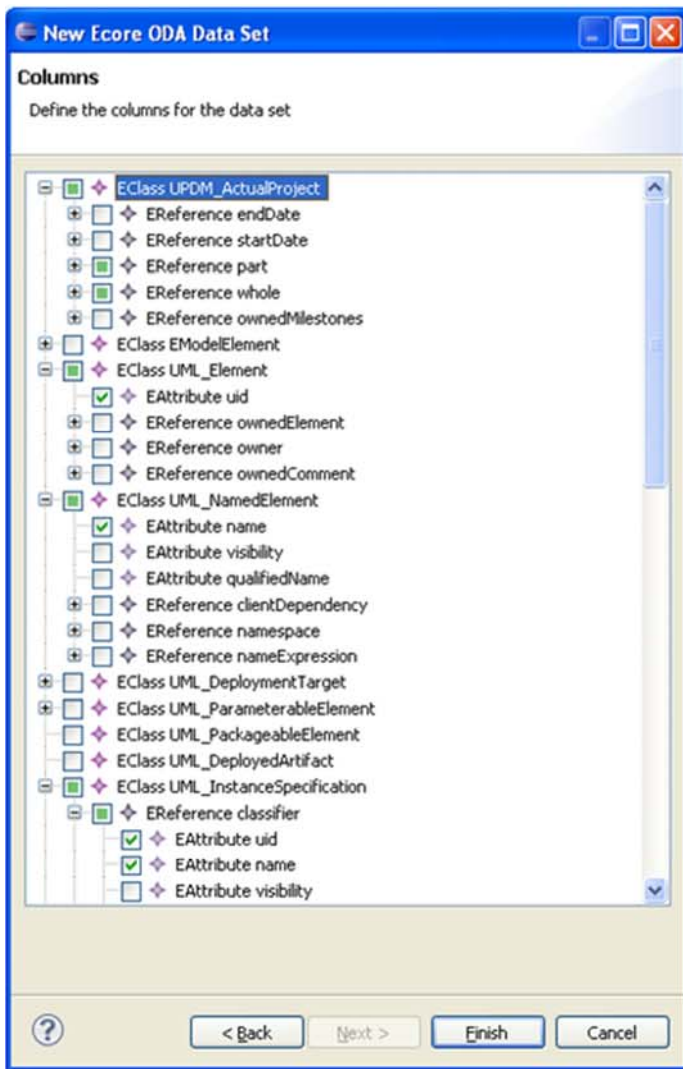 New Ecore ODA Data Set
Columns
Define the columns for the data set
EClass UPDM_ActualProject
EReference endDate
EReference startDate
EReference part
EReference whole
EReference ownedMilestones
EClass EModelElement
EClass UML_Element
EAttribute uid
EReference ownedElement
EReference owner
EReference ownedComment
EClass UML_NamedElement
EAttribute name
EAttribute visibility
EAttribute qualifiedName
EReference clientDependency
EReference namespace
EReference nameExpression
EClass UML_DeploymentTarget
EClass UML_ParameterableElement
EClass UML_PackageableElement
EClass UML_DeployedArtifact
EClass UML_InstanceSpecification
EReference classifier
EAttribute uid
EAttribute name
EAttribute visibility
? < Back Next > Finish Cancel